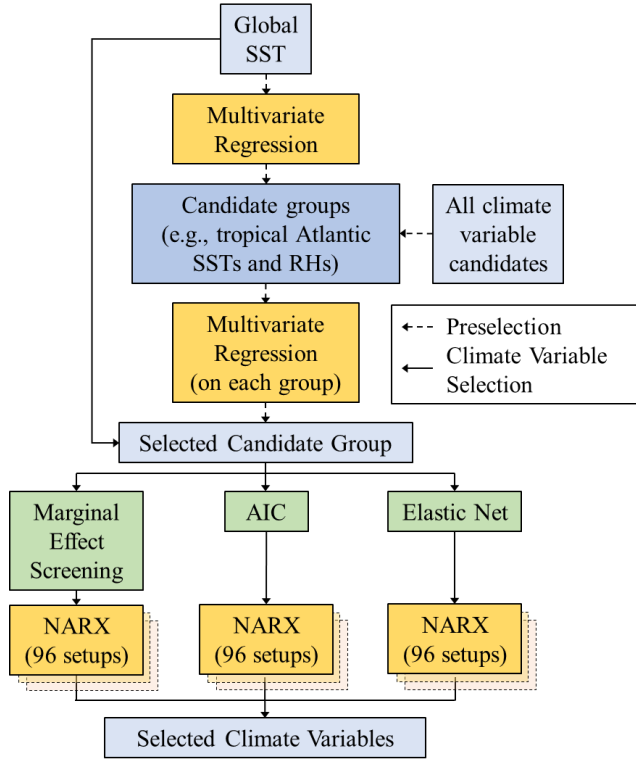 Global
SST
Multivariate
Regression
Candidate groups
(e.g., tropical Atlantic
SSTs and RHs)
All climate
variable
candidates
Multivariate
Regression
(on each group)
Preselection
Climate Variable
Selection
Selected Candidate Group
Marginal
Effect
Screening
AIC
Elastic Net
NARX
(96 setups)
NARX
(96 setups)
NARX
(96 setups)
Selected Climate Variables